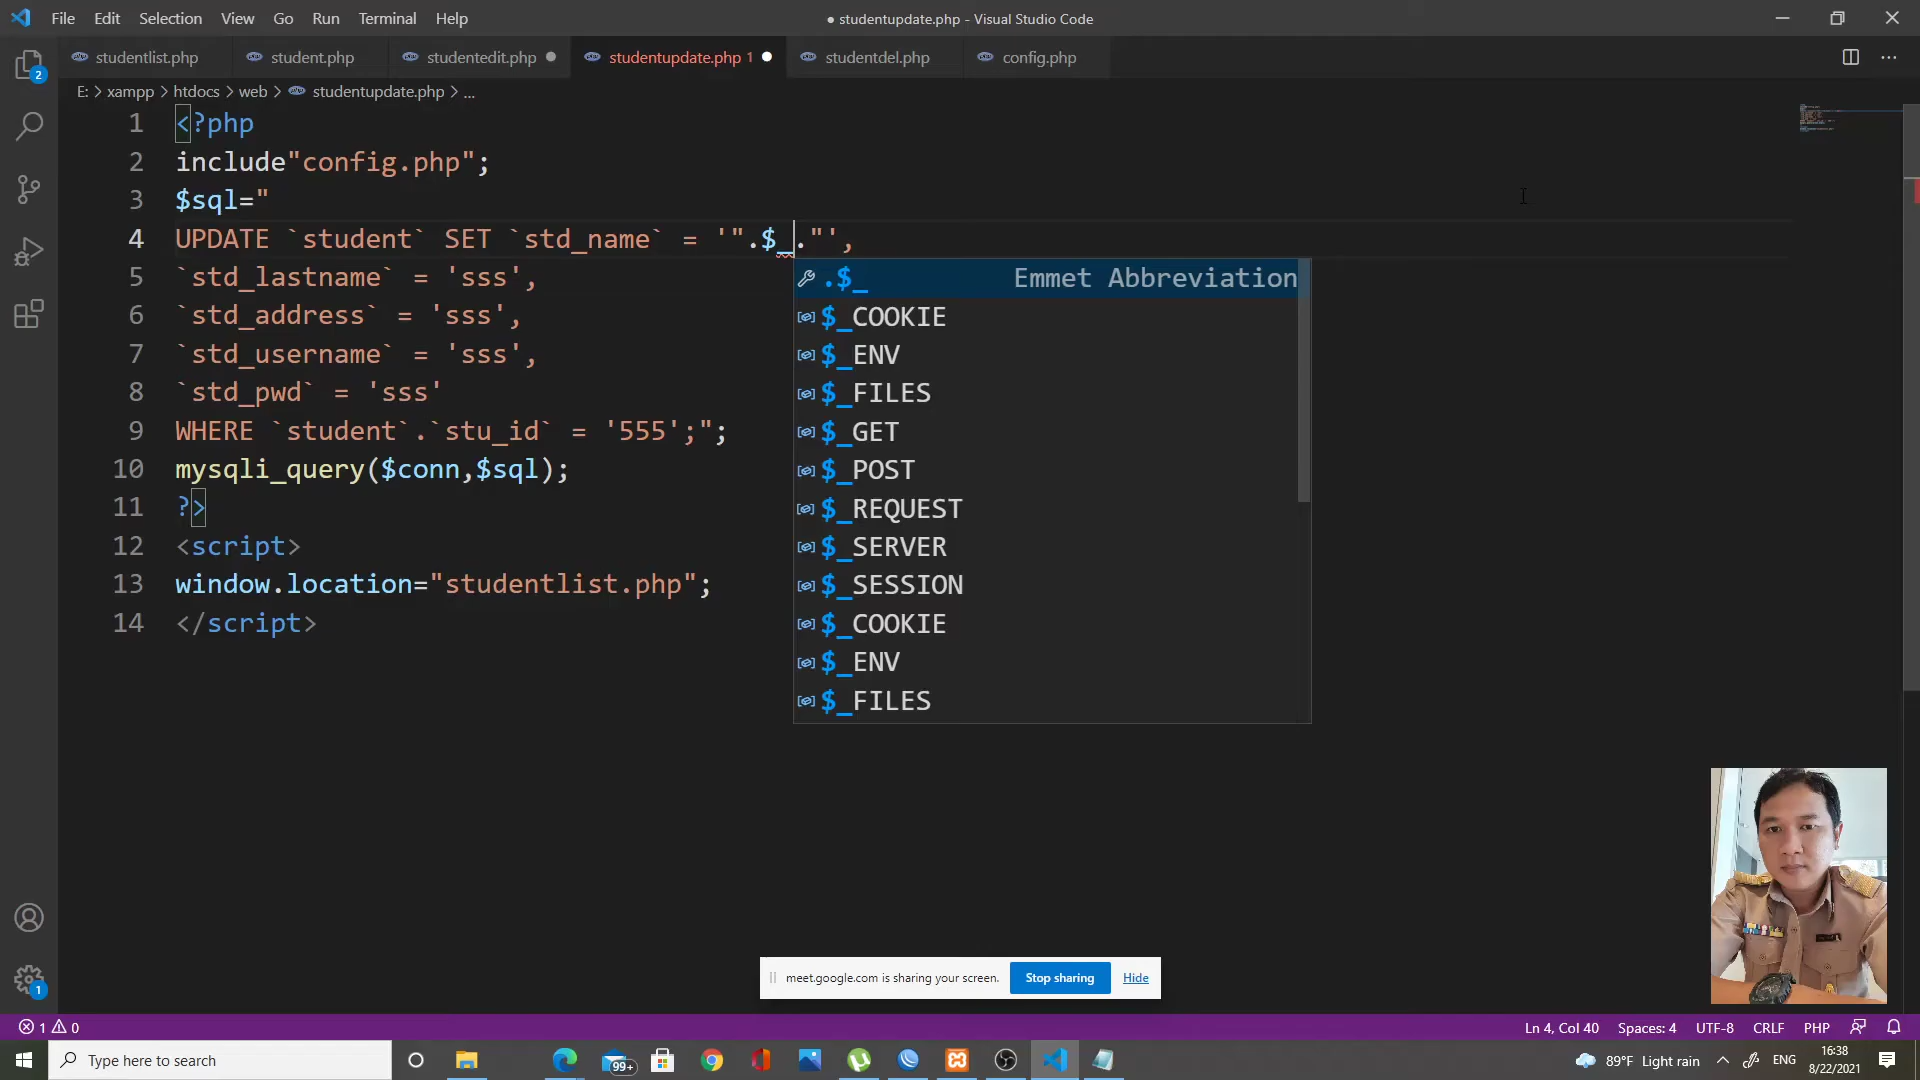 File Edit Selection View Go Run Terminal Help
● studentupdate.php - Visual Studio Code
studentlist.php student.php studentedit.php studentupdate.php 1 studentdel.php config.php
2
E: > xampp > htdocs > web > studentupdate.php > ...
1 <?php
2 include"config.php";
3 $sql="
4 UPDATE `student` SET `std_name` = '".$_."',
5 `std_lastname` = 'sss',
6 `std_address` = 'sss',
7 `std_username` = 'sss',
8 `std_pwd` = 'sss'
9 WHERE `student`.`stu_id` = '555';";
10 mysqli_query($conn,$sql);
11 ?>
12 <script>
13 window.location="studentlist.php";
14 </script>
.$_ Emmet Abbreviation
$_COOKIE
$_ENV
$_FILES
$_GET
$_POST
$_REQUEST
$_SERVER
$_SESSION
$_COOKIE
$_ENV
$_FILES
1
meet.google.com is sharing your screen. Stop sharing Hide
1 0
Ln 4, Col 40 Spaces: 4 UTF-8 CRLF PHP
Type here to search
99+
89°F Light rain
ENG
16:38
8/22/2021